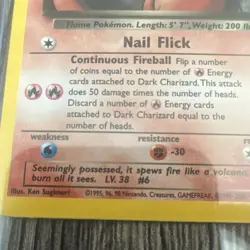 Flame Pokémon. Length: 5' 7", Weight: 200 lb
Nail Flick
Continuous Fireball Flip a number
of coins equal to the number of Energy
cards attached to Dark Charizard. This attack
does 50 damage times the number of heads.
Discard a number of Energy
cards attached to Dark Charizard equal to the
number of heads.
weakness
resistance
-30
Seemingly possessed, it spews fire like a volcano,
burn all it sees. LV. 38 #6
Illus. Ken Sugimori
©1995, 96, 98 Nintendo, Creatures, GAMEFREAK.